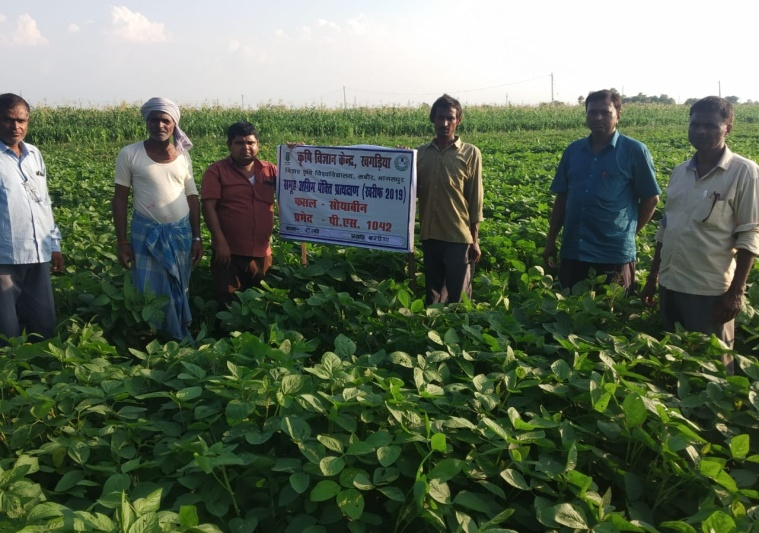 कृषि विज्ञान केन्द्र, खगड़िया
बिहार कृषि विश्वविद्यालय, सबौर, भागलपुर
समूह अग्रिम पंक्ति प्रत्यक्षण (खरीफ 2019)
फसल - सोयाबीन
प्रभेद - पी.एस. 1042